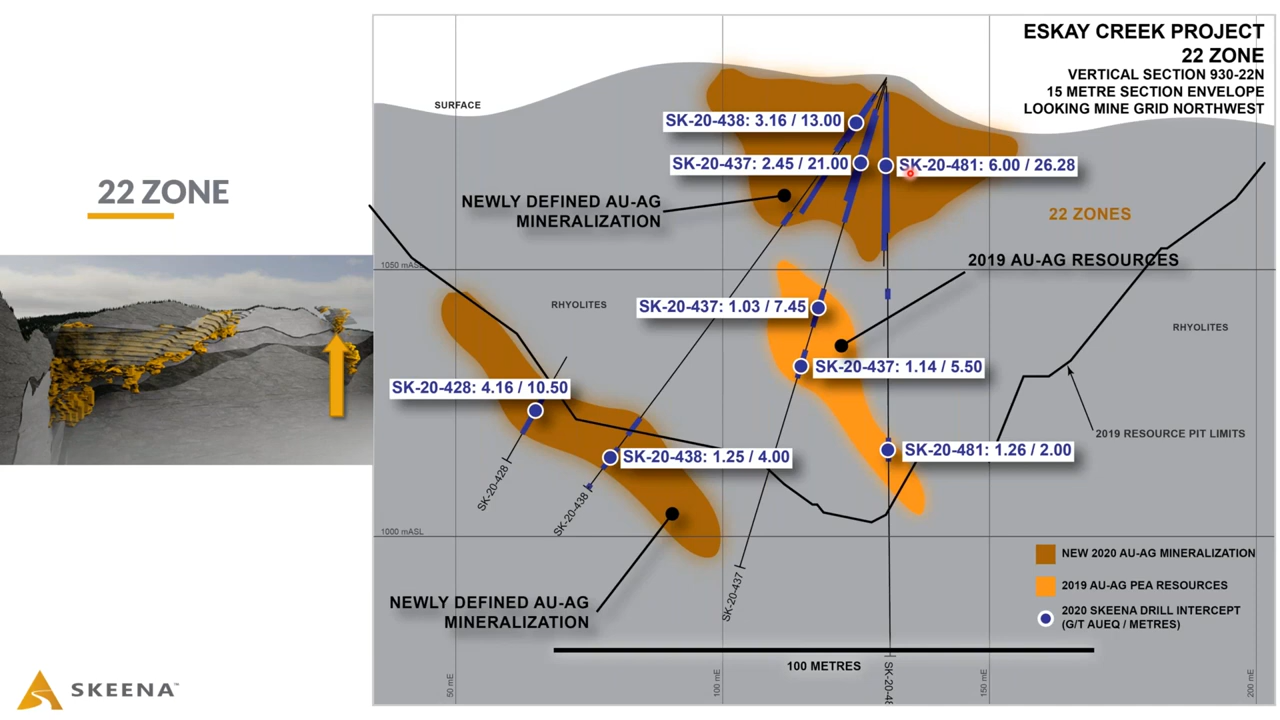 ESKAY CREEK PROJECT
22 ZONE
VERTICAL SECTION 930-22N
15 METRE SECTION ENVELOPE
LOOKING MINE GRID NORTHWEST
SURFACE
SK-20-438: 3.16 / 13.00
SK-20-437: 2.45 / 21.00
SK-20-481: 6.00 / 26.28
22 ZONE
NEWLY DEFINED AU-AG
MINERALIZATION
22 ZONES
2019 AU-AG RESOURCES
1050 mASL
RHYOLITES
SK-20-437: 1.03 / 7.45
RHYOLITES
SK-20-437: 1.14 / 5.50
SK-20-428: 4.16 / 10.50
2019 RESOURCE PIT LIMITS
SK-20-481: 1.26 / 2.00
SK-20-438: 1.25 / 4.00
SK-20-428
SK-20-438
1000 mASL
SK-20-437
NEW 2020 AU-AG MINERALIZATION
2019 AU-AG PEA RESOURCES
2020 SKEENA DRILL INTERCEPT
(G/T AUEQ / METRES)
NEWLY DEFINED AU-AG
MINERALIZATION
100 METRES
SK-20-48
50 mE
100 mE
150 mE
200 mE
SKEENA™